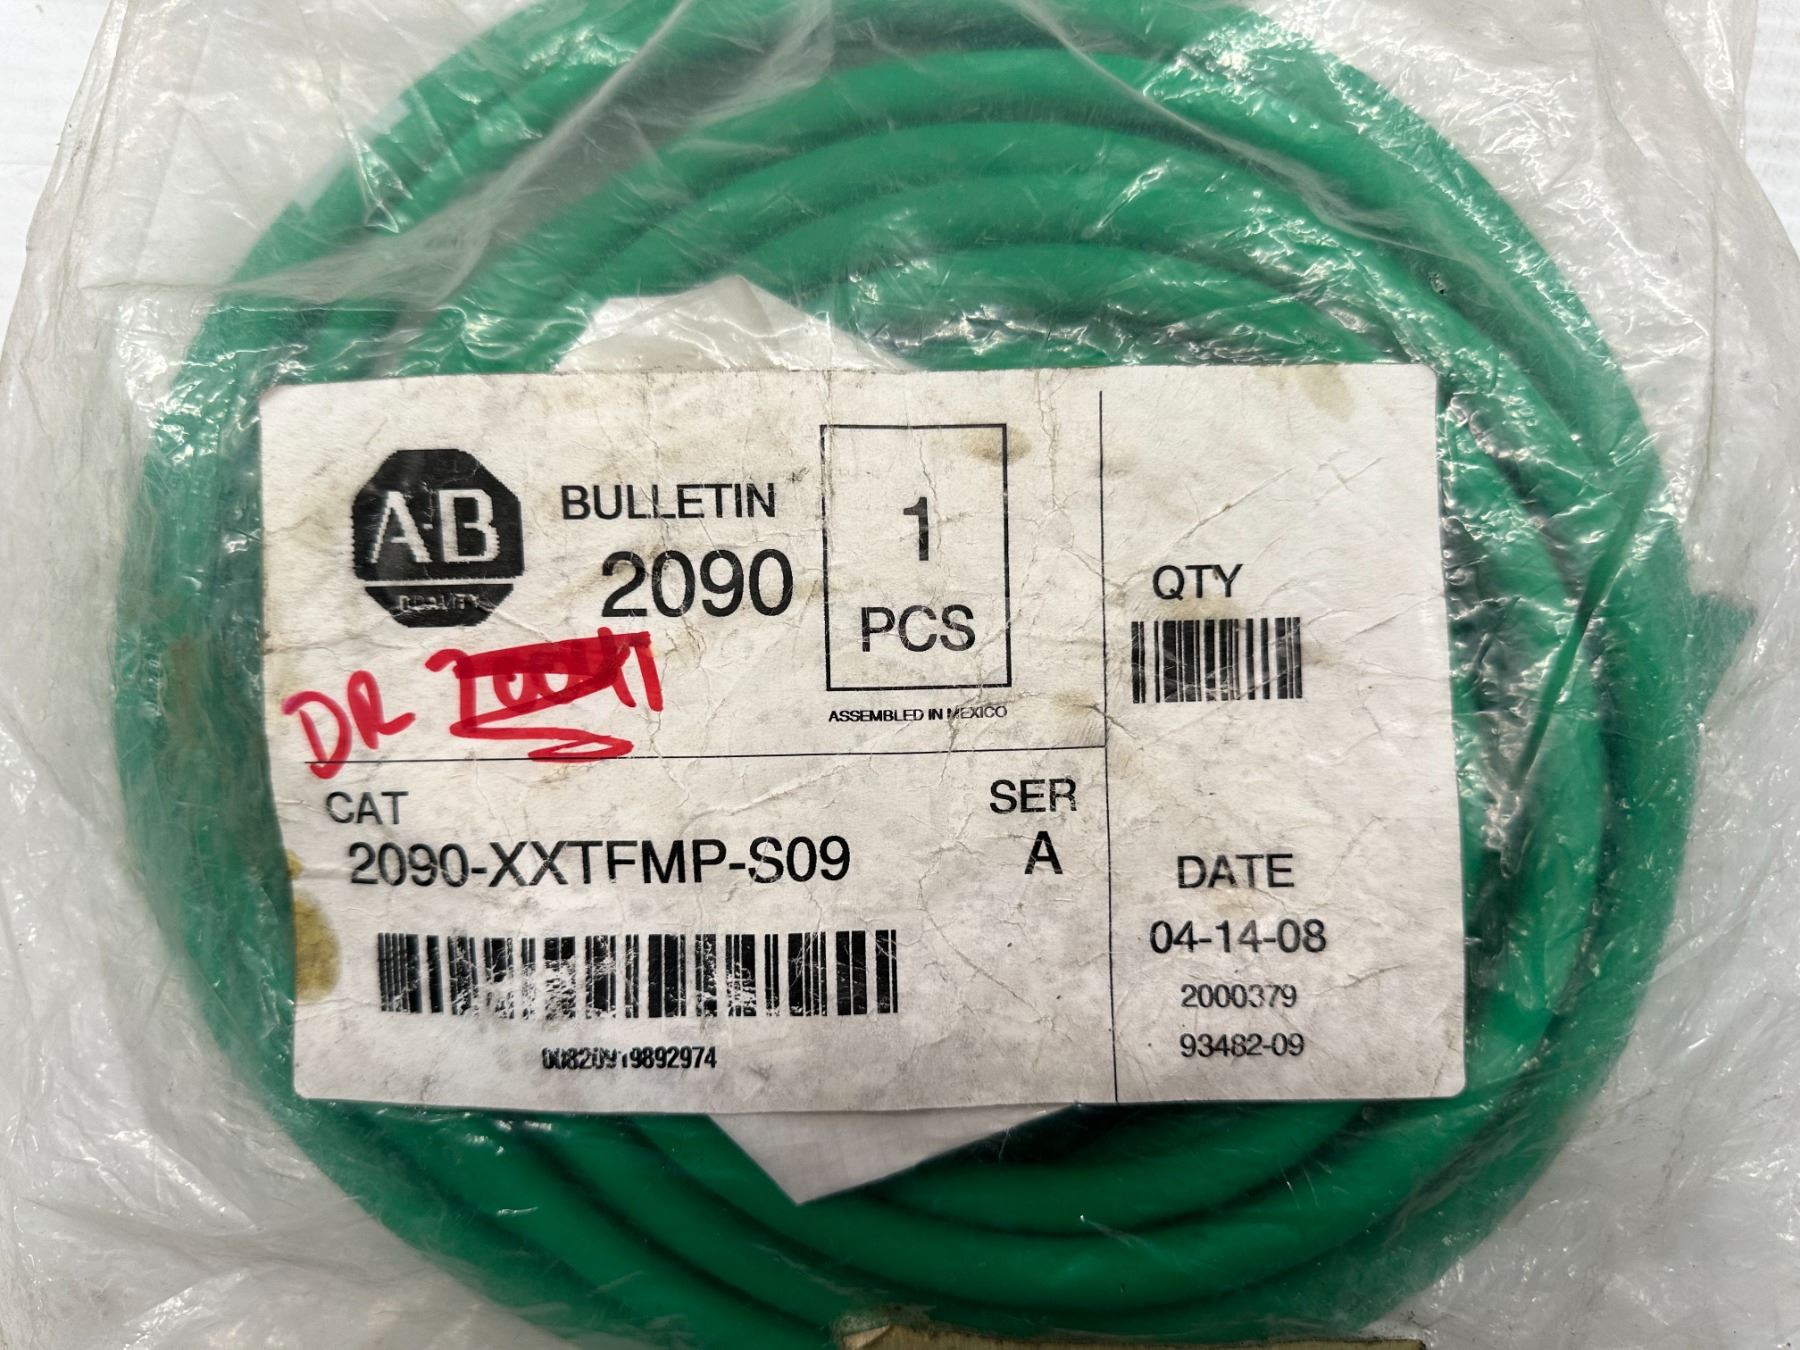 A-B
QUALITY
BULLETIN
2090
1
PCS
ASSEMBLED IN MEXICO
DR
QTY
CAT
2090-XXTFMP-S09
SER
A
00820919892974
DATE
04-14-08
2000379
93482-09